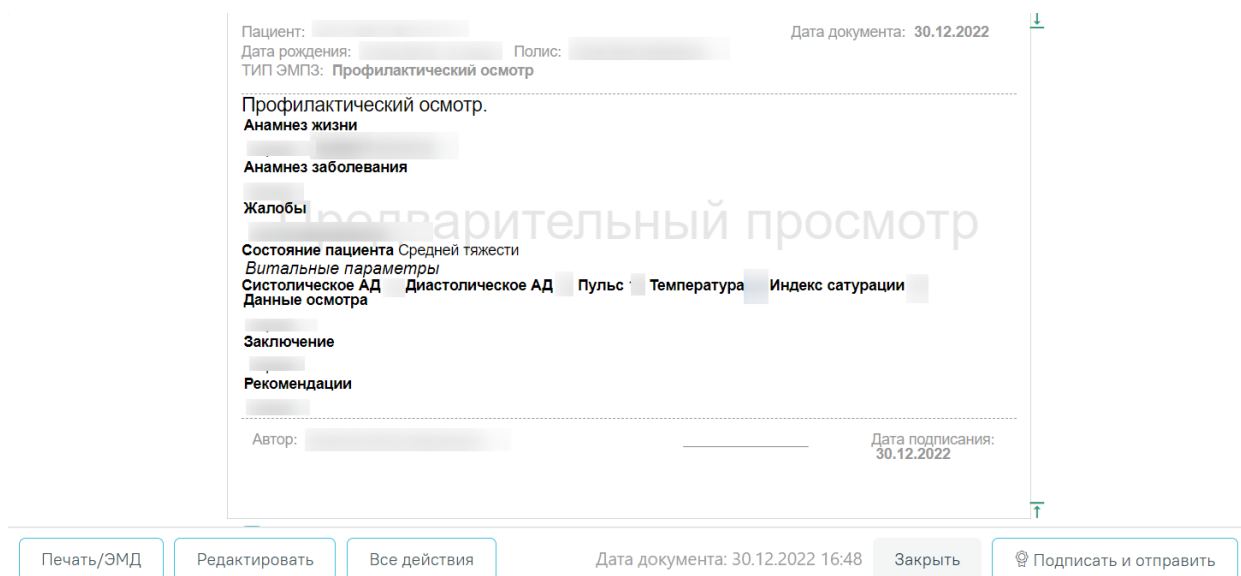 Пациент:
Дата документа: 30.12.2022
Дата рождения: Полис:
ТИП ЭМПЗ: Профилактический осмотр
Профилактический осмотр.
Анамнез жизни
Анамнез заболевания
Жалобы
Предварительный просмотр
Состояние пациента Средней тяжести
Витальные параметры
Систолическое АД Диастолическое АД Пульс Температура Индекс сатурации
Данные осмотра
Заключение
Рекомендации
Автор:
Дата подписания:
30.12.2022
Печать/ЭМД
Редактировать
Все действия
Дата документа: 30.12.2022 16:48
Закрыть
Подписать и отправить